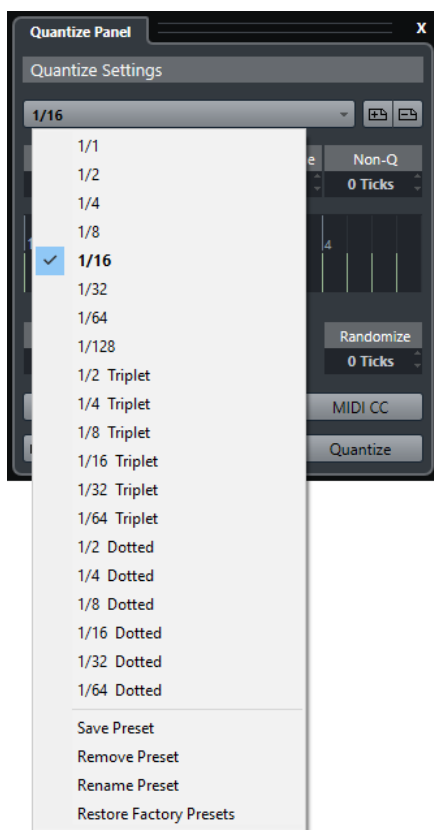 Quantize Panel
X
Quantize Settings
1/16
1/1
1/2
1/4
1/8
1/16
1/32
1/64
1/128
1/2 Triplet
1/4 Triplet
1/8 Triplet
1/16 Triplet
1/32 Triplet
1/64 Triplet
1/2 Dotted
1/4 Dotted
1/8 Dotted
1/16 Dotted
1/32 Dotted
1/64 Dotted
Save Preset
Remove Preset
Rename Preset
Restore Factory Presets
Non-Q
0 Ticks
4
Randomize
0 Ticks
MIDI CC
Quantize